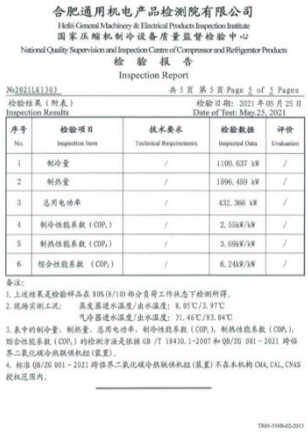 合肥通用机电产品检测院有限公司
Hefei General Machinery & Electrical Products Inspection Institute
国家压缩机制冷设备质量监督检验中心
National Quality Supervision and Inspection Centre of Compressor and Refrigerator Products
检 验 报 告
Inspection Report
№2021LK1303 共 5 页 第 5 页 Page 5 of 5 Pages
检验结果（附表） 检验日期: 2021 年 05 月 25 日
Inspection Results Date of Test: May.25, 2021
序号 检验项目 技术要求 检验数据 评价
No. Inspection Item Technical Requirements Inspected Data Evaluation
1 制冷量 / 1100.637 kW /
2 制热量 / 1596.459 kW /
3 总用电功率 / 432.366 kW /
4 制冷性能系数（COP / 2.55kW/kW /
5 制热性能系数（COP / 3.69kW/kW /
6 综合性能系数（COP / 6.24kW/kW /
备注:
1.上述结果是检验样品在 80%(8/10)部分负荷工作状态下检测所得。
2.现场实测工况: 蒸发器进水温度/出水温度: 8.05℃/3.97℃
气冷器进水温度/出水温度: 31.46℃/83.04℃
3.表中的制冷量、制热量、总用电功率、制冷性能系数（COP ）、制热性能系数（COP ）、
综合性能系数（COP ）的检测方法是依据 GB /T 18430.1-2007 和 QB/ZG 001-2021 跨临
界二氧化碳冷热联供机组(装置)。
4. 标准 QB/ZG 001-2021 跨临界二氧化碳冷热联供机组(装置)不在本机构 CMA, CAL, CNAS
授权范围内。